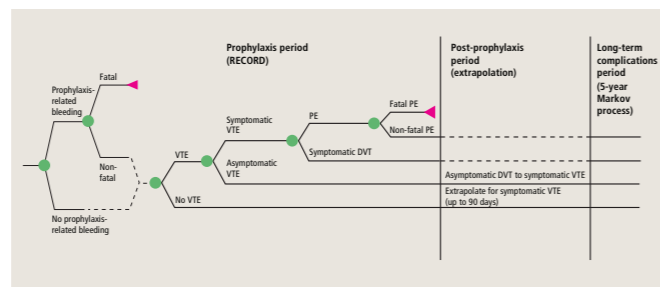 Prophylaxis period
(RECORD)
Post-prophylaxis
period
(extrapolation)
Long-term
complications
period
(5-year
Markov
process)
Fatal
Prophylaxis-
related
bleeding
Non-
fatal
No prophylaxis-
related bleeding
VTE
No VTE
Symptomatic
VTE
Asymptomatic
VTE
PE
Symptomatic DVT
Fatal PE
Non-fatal PE
Asymptomatic DVT to symptomatic VTE
Extrapolate for symptomatic VTE
(up to 90 days)